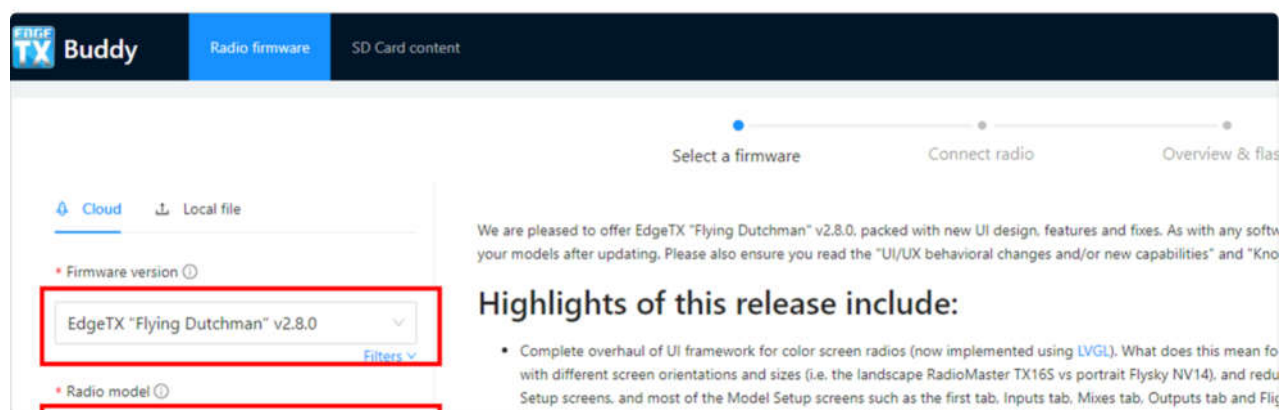 EDGE TX Buddy Radio firmware SD Card content
Select a firmware Connect radio Overview & flas
Cloud Local file
We are pleased to offer EdgeTX "Flying Dutchman" v2.8.0, packed with new UI design, features and fixes. As with any softw
your models after updating. Please also ensure you read the "UI/UX behavioral changes and/or new capabilities" and "Kno
* Firmware version
Highlights of this release include:
EdgeTX "Flying Dutchman" v2.8.0
Filters
• Complete overhaul of UI framework for color screen radios (now implemented using LVGL). What does this mean fo
with different screen orientations and sizes (i.e. the landscape RadioMaster TX16S vs portrait Flysky NV14), and redu
* Radio model
Setup screens, and most of the Model Setup screens such as the first tab, Inputs tab, Mixes tab, Outputs tab and Flig